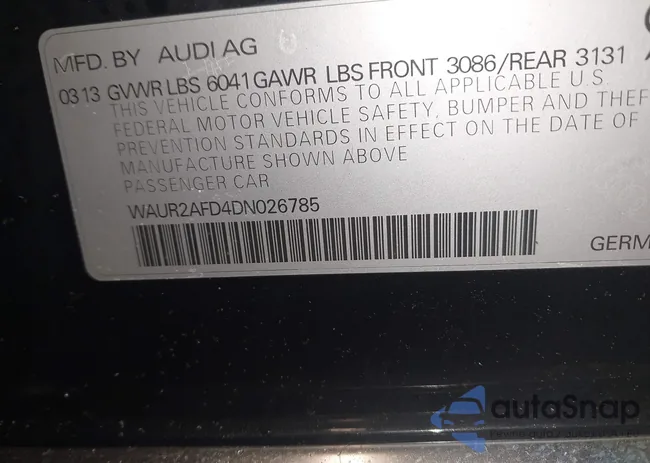 MFD. BY AUDI AG
03 13 GVWR LBS 6041 GAWR LBS FRONT 3086/REAR 3131
THIS VEHICLE CONFORMS TO ALL APPLICABLE U.S.
FEDERAL MOTOR VEHICLE SAFETY, BUMPER AND THEF
PREVENTION STANDARDS IN EFFECT ON THE DATE OF
MANUFACTURE SHOWN ABOVE
PASSENGER CAR
WAUR2AFD4DN026785
GERM
autoSnap